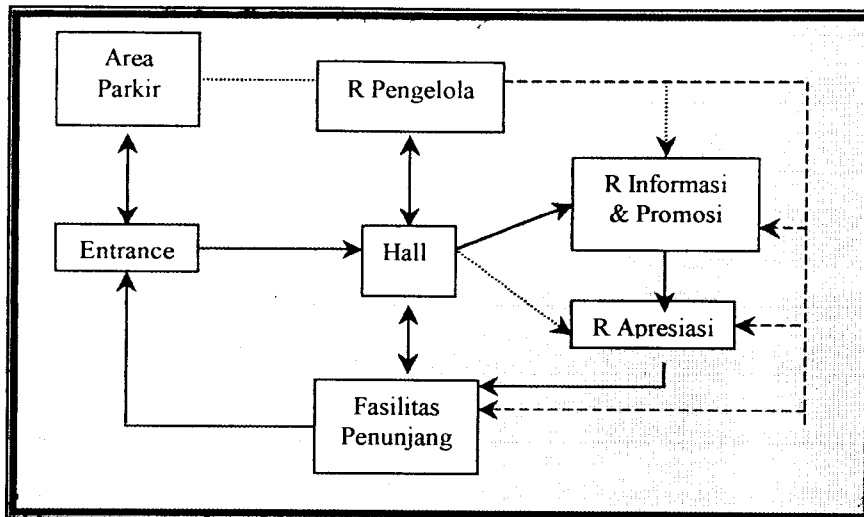 Area
Parkir
R Pengelola
R Informasi
& Promosi
Entrance
Hall
R Apresiasi
Fasilitas
Penunjang